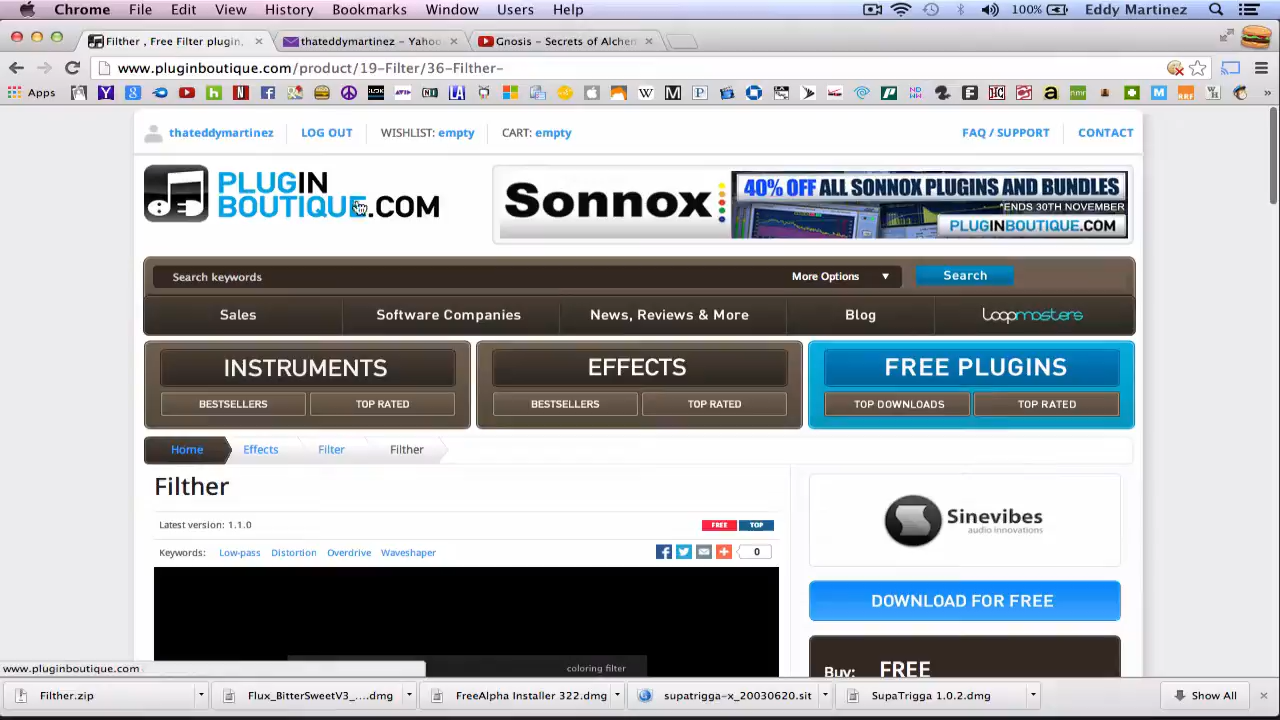 Chrome File Edit View History Bookmarks Window Users Help 100% Eddy Martinez
Filther , Free Filter plugin, thateddymartinez – Yahoo Gnosis – Secrets of Alchem
www.pluginboutique.com/product/19-Filter/36-Filther-
Apps
thateddymartinez LOG OUT WISHLIST: empty CART: empty FAQ / SUPPORT CONTACT
PLUGIN
BOUTIQUE.COM
Sonnox
40% OFF ALL SONNOX PLUGINS AND BUNDLES
*ENDS 30TH NOVEMBER
PLUGINBOUTIQUE.COM
Search keywords More Options Search
Sales Software Companies News, Reviews & More Blog loopmasters
INSTRUMENTS EFFECTS FREE PLUGINS
BESTSELLERS TOP RATED BESTSELLERS TOP RATED TOP DOWNLOADS TOP RATED
Home Effects Filter Filther
Filther
Sinevibes
audio innovations
Latest version: 1.1.0 FREE TOP
Keywords: Low-pass Distortion Overdrive Waveshaper 0
DOWNLOAD FOR FREE
coloring filter
Buy: FREE
www.pluginboutique.com
Filther.zip Flux_BitterSweetV3_....dmg FreeAlpha Installer 322.dmg supatrigga-x_20030620.sit SupaTrigga 1.0.2.dmg Show All